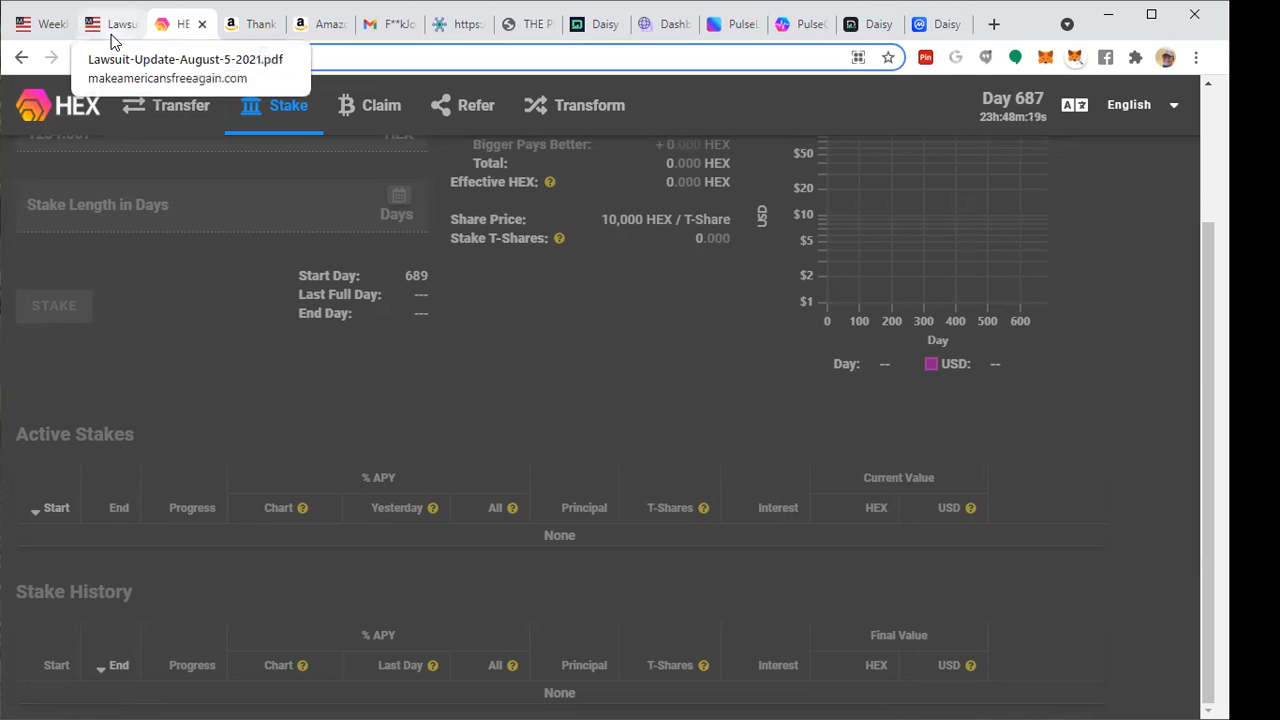 Weekl
Lawsu
HE
Thank
Amazo
F**kJo
https:/
THE P
Daisy
Dashb
Pulsel
PulseC
Daisy
Daisy
Lawsuit-Update-August-5-2021.pdf
makeamericansfreeagain.com
HEX
Transfer
Stake
Claim
Refer
Transform
Day 687
23h:48m:19s
English
HEX
Bigger Pays Better: + 0.000 HEX
Total: 0.000 HEX
Effective HEX: 0.000 HEX
Share Price: 10,000 HEX / T-Share
Stake T-Shares: 0.000
Stake Length in Days
Days
Start Day: 689
Last Full Day: ---
End Day: ---
STAKE
USD
$50
$20
$10
$5
$2
$1
0 100 200 300 400 500 600
Day
Day: -- USD: --
Active Stakes
% APY
Current Value
Start End Progress Chart Yesterday All Principal T-Shares Interest HEX USD
None
Stake History
% APY
Final Value
Start End Progress Chart Last Day All Principal T-Shares Interest HEX USD
None